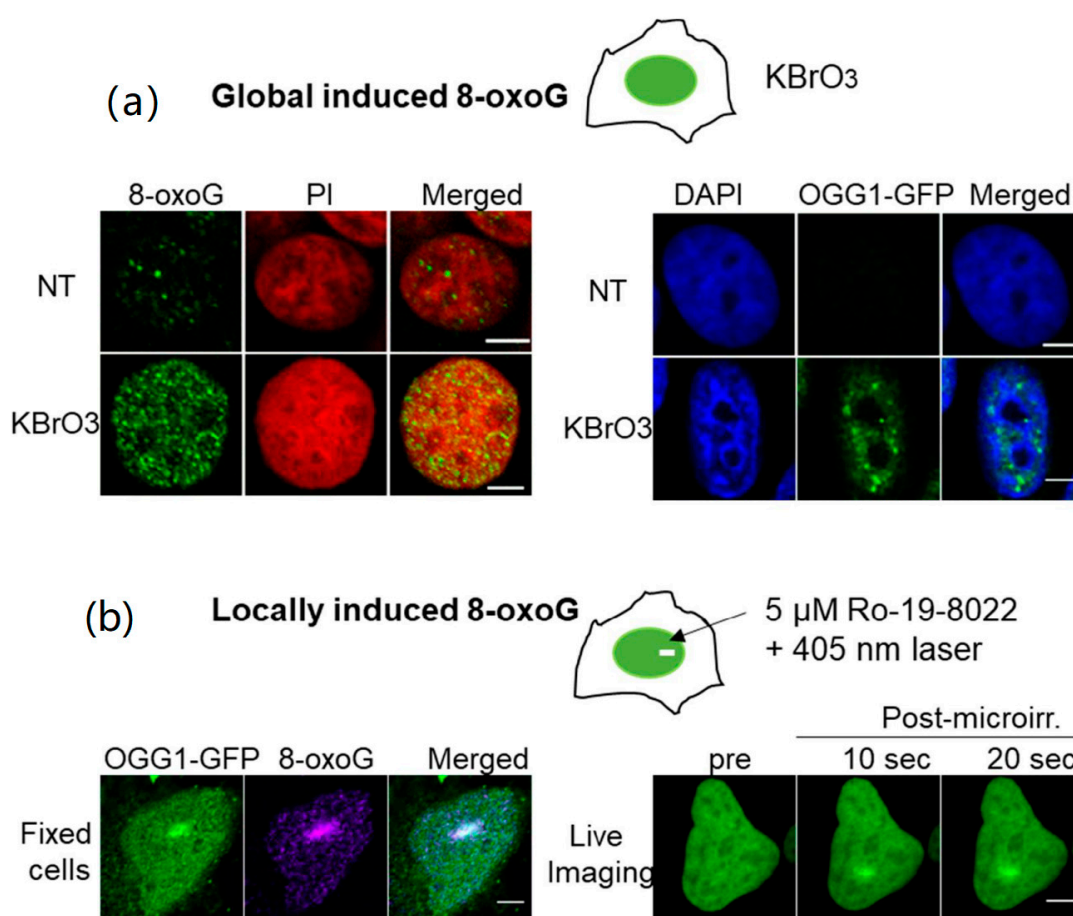 (a) Global induced 8-oxoG KBrO3
8-oxoG PI Merged
NT
KBrO3
DAPI OGG1-GFP Merged
NT
KBrO3
(b) Locally induced 8-oxoG
5 µM Ro-19-8022
+ 405 nm laser
OGG1-GFP 8-oxoG Merged
Fixed
cells
Post-microirr.
pre 10 sec 20 sec
Live
Imaging